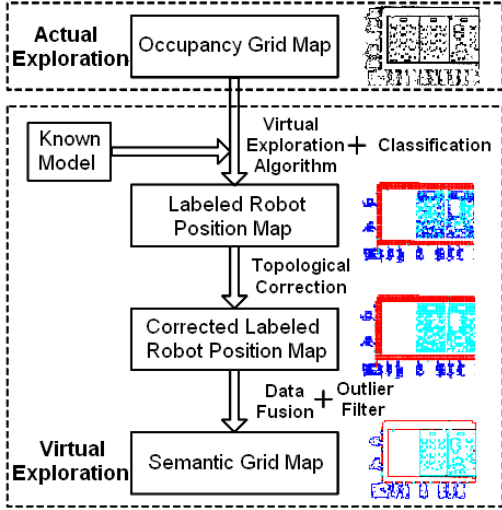 Actual
Exploration
Occupancy Grid Map
Known
Model
Virtual
Exploration
Algorithm
+
Classification
Labeled Robot
Position Map
Topological
Correction
Corrected Labeled
Robot Position Map
Data
Fusion
+
Outlier
Filter
Virtual
Exploration
Semantic Grid Map